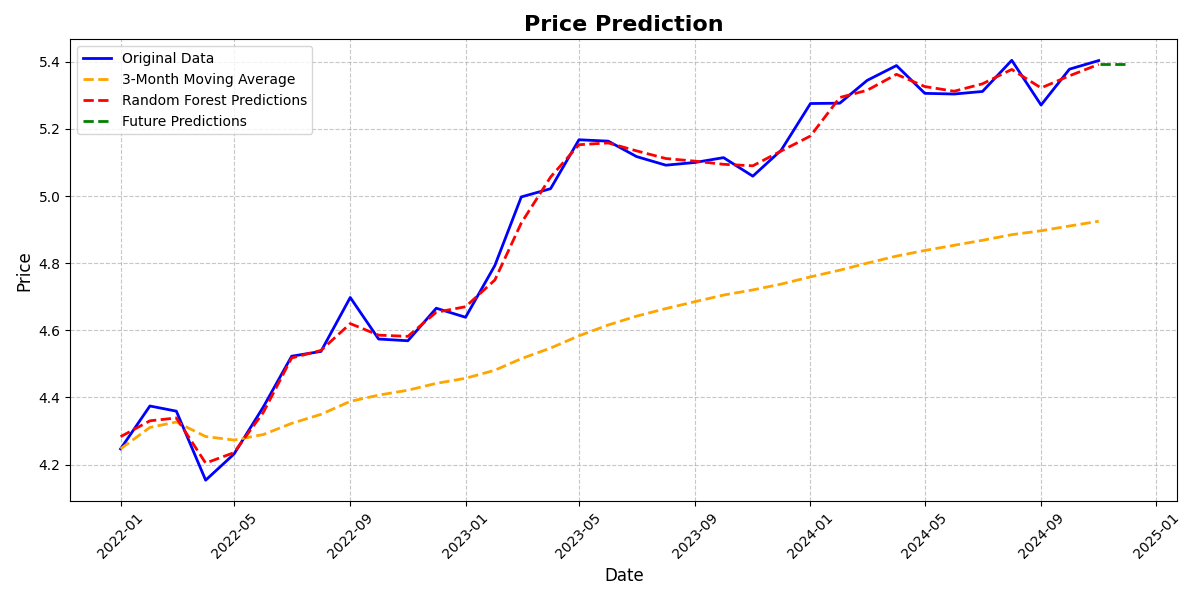 Price Prediction
Original Data
3-Month Moving Average
Random Forest Predictions
Future Predictions
Price
5.4
5.2
5.0
4.8
4.6
4.4
4.2
2022-01
2022-05
2022-09
2023-01
2023-05
2023-09
2024-01
2024-05
2024-09
2025-01
Date